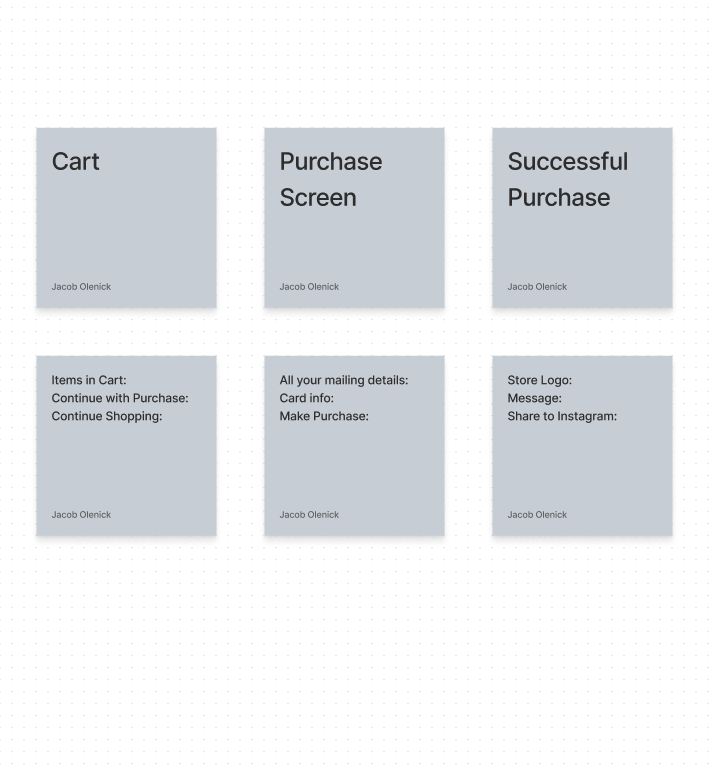 Cart
Jacob Olenick
Purchase
Screen
Jacob Olenick
Successful
Purchase
Jacob Olenick
Items in Cart:
Continue with Purchase:
Continue Shopping:
Jacob Olenick
All your mailing details:
Card info:
Make Purchase:
Jacob Olenick
Store Logo:
Message:
Share to Instagram:
Jacob Olenick